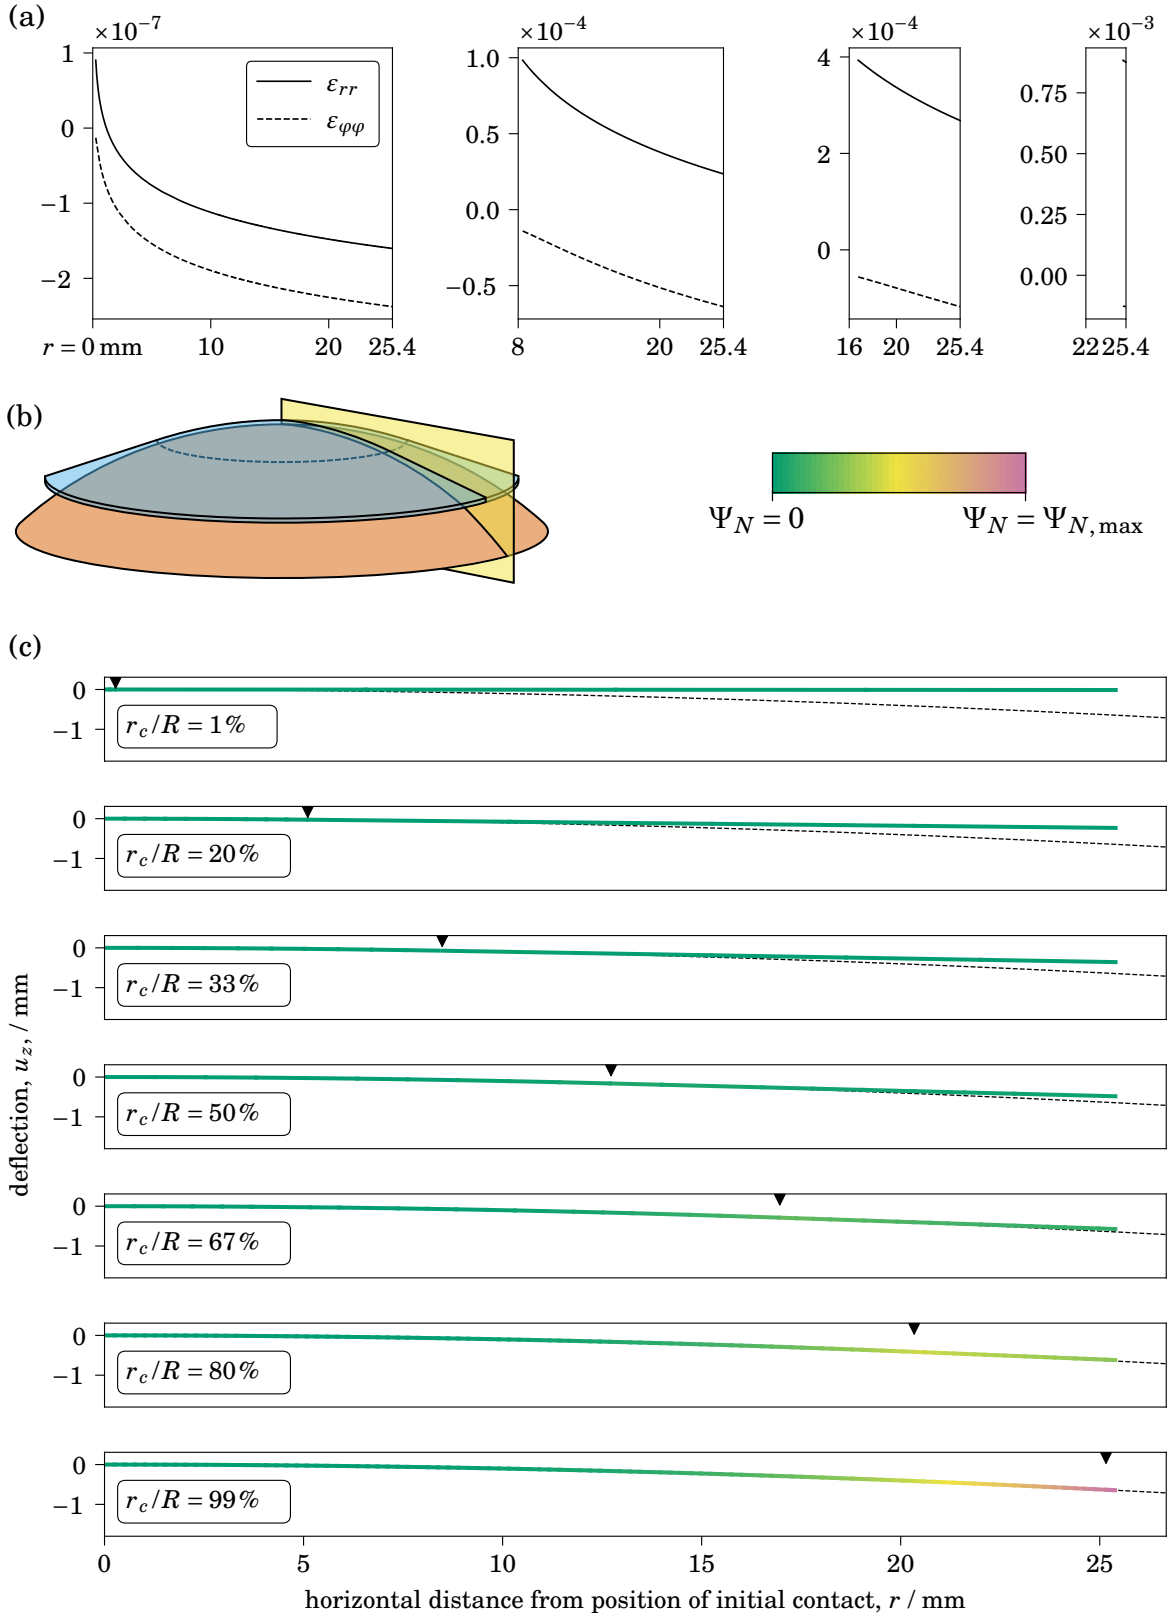 (a)
×10⁻⁷ ×10⁻⁴ ×10⁻⁴ ×10⁻³
1
0
−1
−2
ε_rr
ε_φφ
r = 0 mm 10 20 25.4
1.0
0.5
0.0
−0.5
8 20 25.4
4
2
0
16 20 25.4
0.75
0.50
0.25
0.00
22 25.4
(b)
Ψ_N = 0 Ψ_N = Ψ_N, max
(c)
deflection, u_z, / mm
0
−1
r_c/R = 1%
0
−1
r_c/R = 20%
0
−1
r_c/R = 33%
0
−1
r_c/R = 50%
0
−1
r_c/R = 67%
0
−1
r_c/R = 80%
0
−1
r_c/R = 99%
0 5 10 15 20 25
horizontal distance from position of initial contact, r / mm